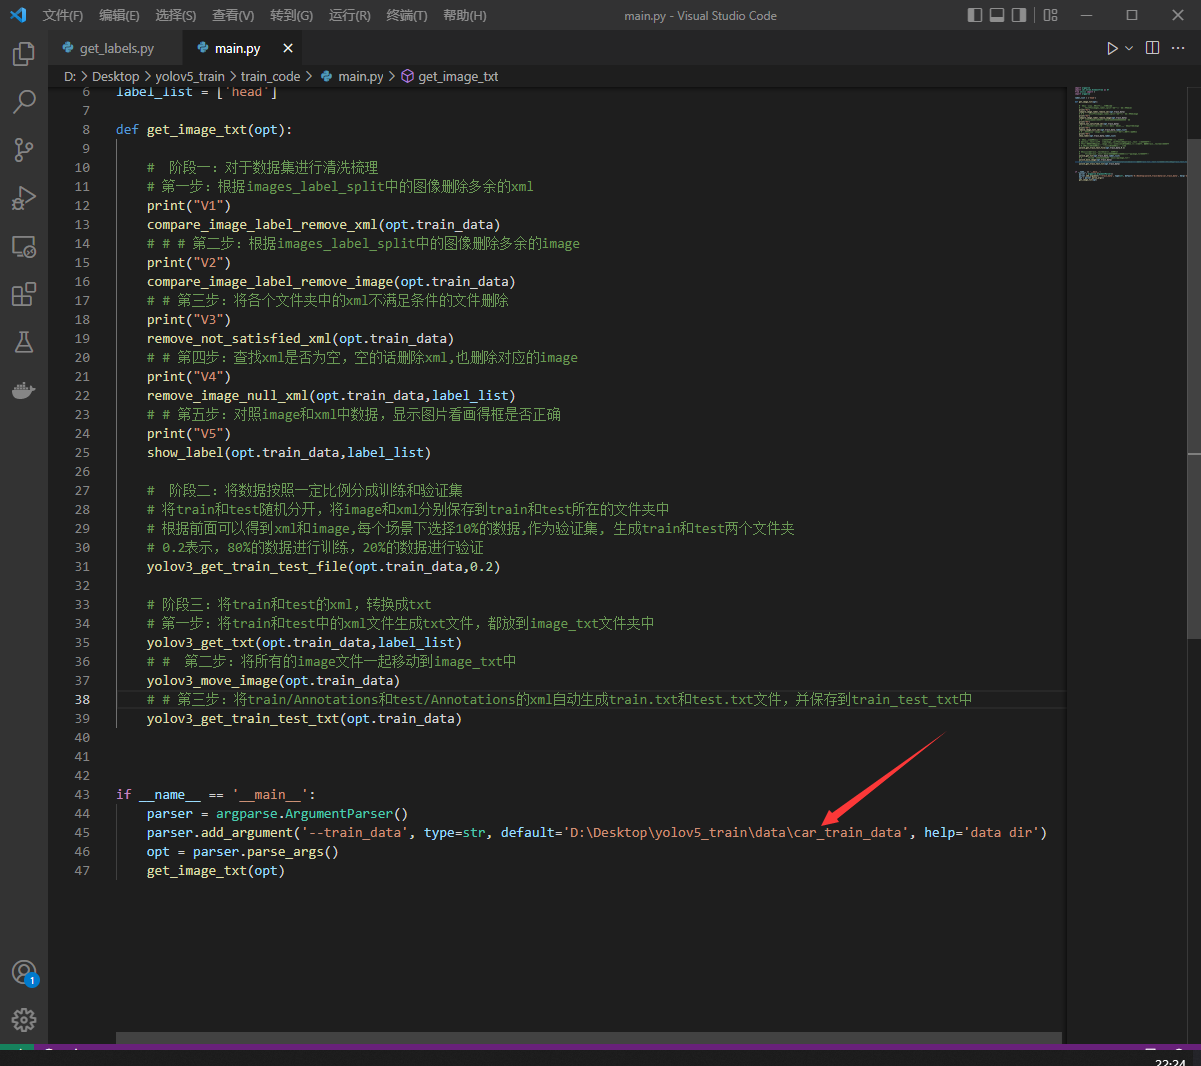 文件(F) 编辑(E) 选择(S) 查看(V) 转到(G) 运行(R) 终端(T) 帮助(H) main.py - Visual Studio Code
get_labels.py main.py
D: > Desktop > yolov5_train > train_code > main.py > get_image_txt
6 label_list = ['head']
7
8 def get_image_txt(opt):
9
10 #  阶段一：对于数据集进行清洗梳理
11 # 第一步：根据images_label_split中的图像删除多余的xml
12 print("V1")
13 compare_image_label_remove_xml(opt.train_data)
14 # # # 第二步：根据images_label_split中的图像删除多余的image
15 print("V2")
16 compare_image_label_remove_image(opt.train_data)
17 # # 第三步：将各个文件夹中的xml不满足条件的文件删除
18 print("V3")
19 remove_not_satisfied_xml(opt.train_data)
20 # # 第四步：查找xml是否为空，空的话删除xml,也删除对应的image
21 print("V4")
22 remove_image_null_xml(opt.train_data,label_list)
23 # # 第五步：对照image和xml中数据，显示图片看画得框是否正确
24 print("V5")
25 show_label(opt.train_data,label_list)
26
27 #  阶段二：将数据按照一定比例分成训练和验证集
28 # 将train和test随机分开，将image和xml分别保存到train和test所在的文件夹中
29 # 根据前面可以得到xml和image,每个场景下选择10%的数据,作为验证集, 生成train和test两个文件夹
30 # 0.2表示，80%的数据进行训练，20%的数据进行验证
31 yolov3_get_train_test_file(opt.train_data,0.2)
32
33 # 阶段三：将train和test的xml，转换成txt
34 # 第一步：将train和test中的xml文件生成txt文件，都放到image_txt文件夹中
35 yolov3_get_txt(opt.train_data,label_list)
36 # #  第二步：将所有的image文件一起移动到image_txt中
37 yolov3_move_image(opt.train_data)
38 # # 第三步：将train/Annotations和test/Annotations的xml自动生成train.txt和test.txt文件，并保存到train_test_txt中
39 yolov3_get_train_test_txt(opt.train_data)
40
41
42
43 if __name__ == '__main__':
44 parser = argparse.ArgumentParser()
45 parser.add_argument('--train_data', type=str, default='D:\Desktop\yolov5_train\data\car_train_data', help='data dir')
46 opt = parser.parse_args()
47 get_image_txt(opt)
1
22:24